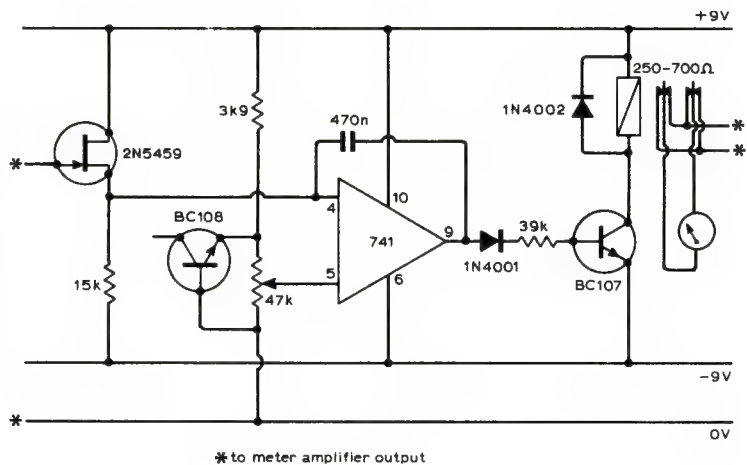 +9V
250-700Ω
1N4002
3k9
470n
2N5459
*
*
*
BC108
4
10
39k
741
9
1N4001
BC107
15k
47k
5
6
-9V
*
0V
* to meter amplifier output